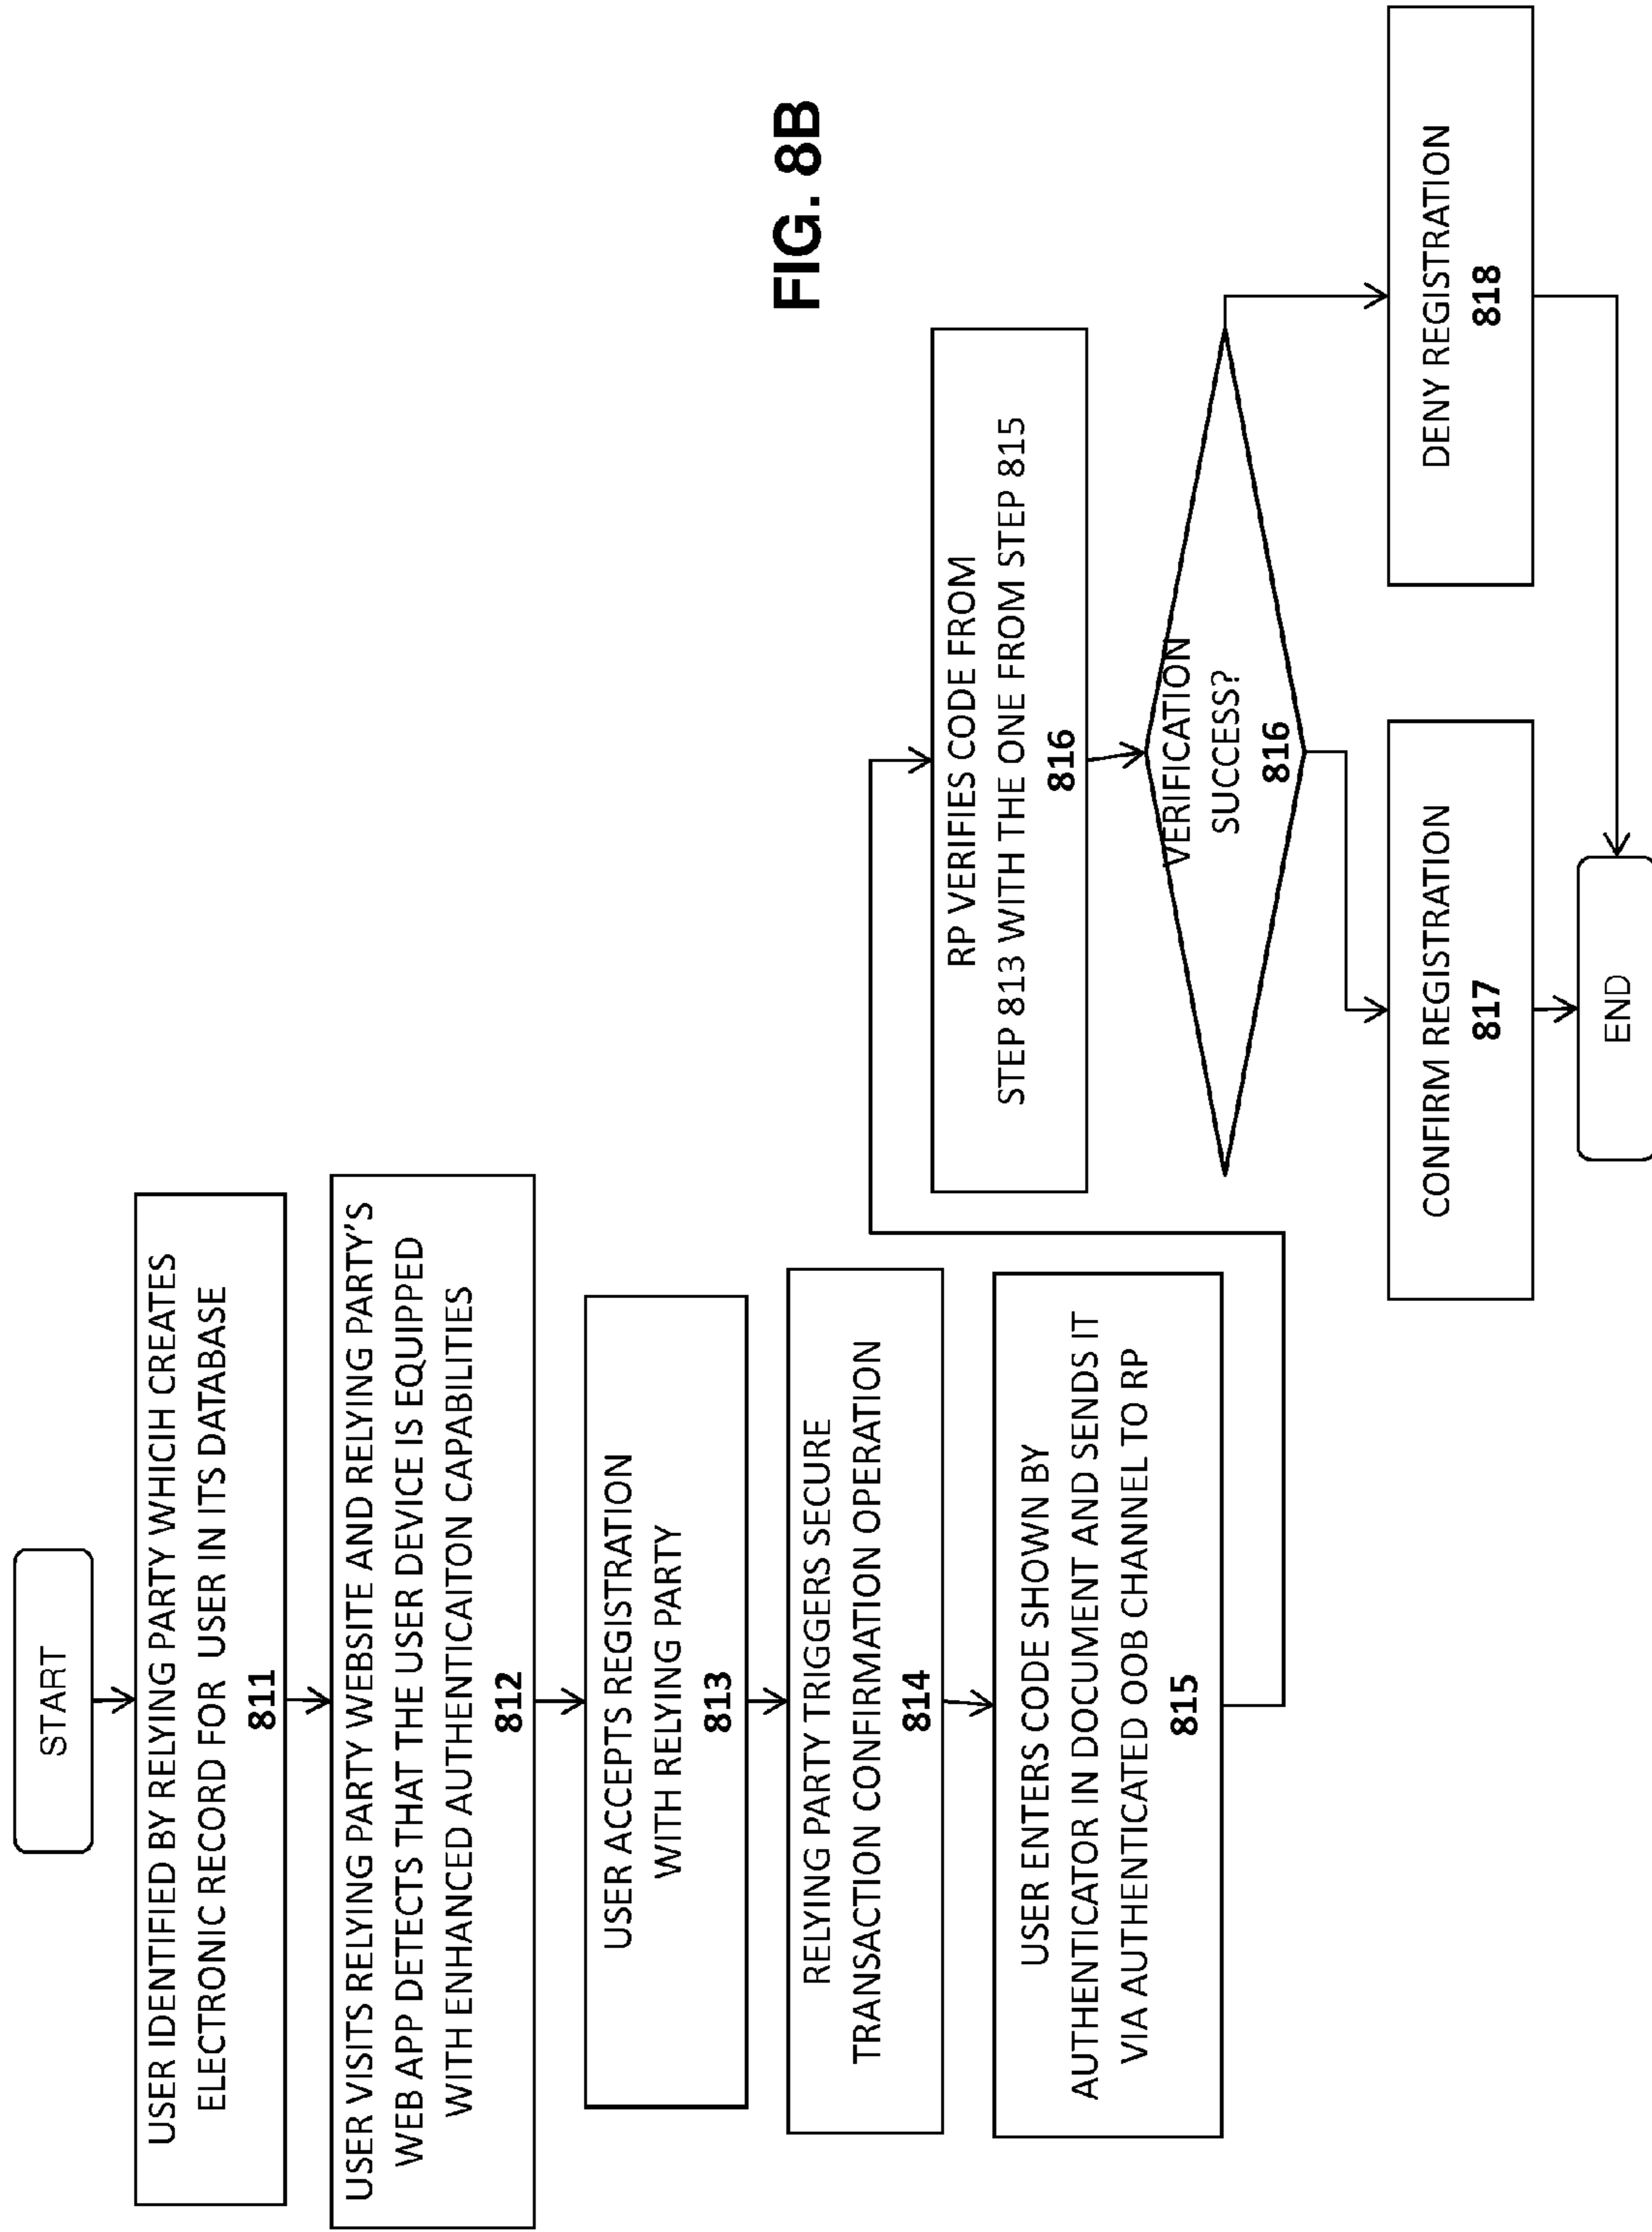 START
USER IDENTIFIED BY RELYING PARTY WHICIH CREATES
ELECTRONIC RECORD FOR USER IN ITS DATABASE
811
USER VISITS RELYING PARTY WEBSITE AND RELYING PARTY'S
WEB APP DETECTS THAT THE USER DEVICE IS EQUIPPED
WITH ENHANCED AUTHENTICAITON CAPABILITIES
812
USER ACCEPTS REGISTRATION
WITH RELYING PARTY
813
RELYING PARTY TRIGGERS SECURE
TRANSACTION CONFIRMATION OPERATION
814
USER ENTERS CODE SHOWN BY
AUTHENTICATOR IN DOCUMENT AND SENDS IT
VIA AUTHENTICATED OOB CHANNEL TO RP
815
RP VERIFIES CODE FROM
STEP 813 WITH THE ONE FROM STEP 815
816
VERIFICATION
SUCCESS?
816
CONFIRM REGISTRATION
817
DENY REGISTRATION
818
END
FIG. 8B